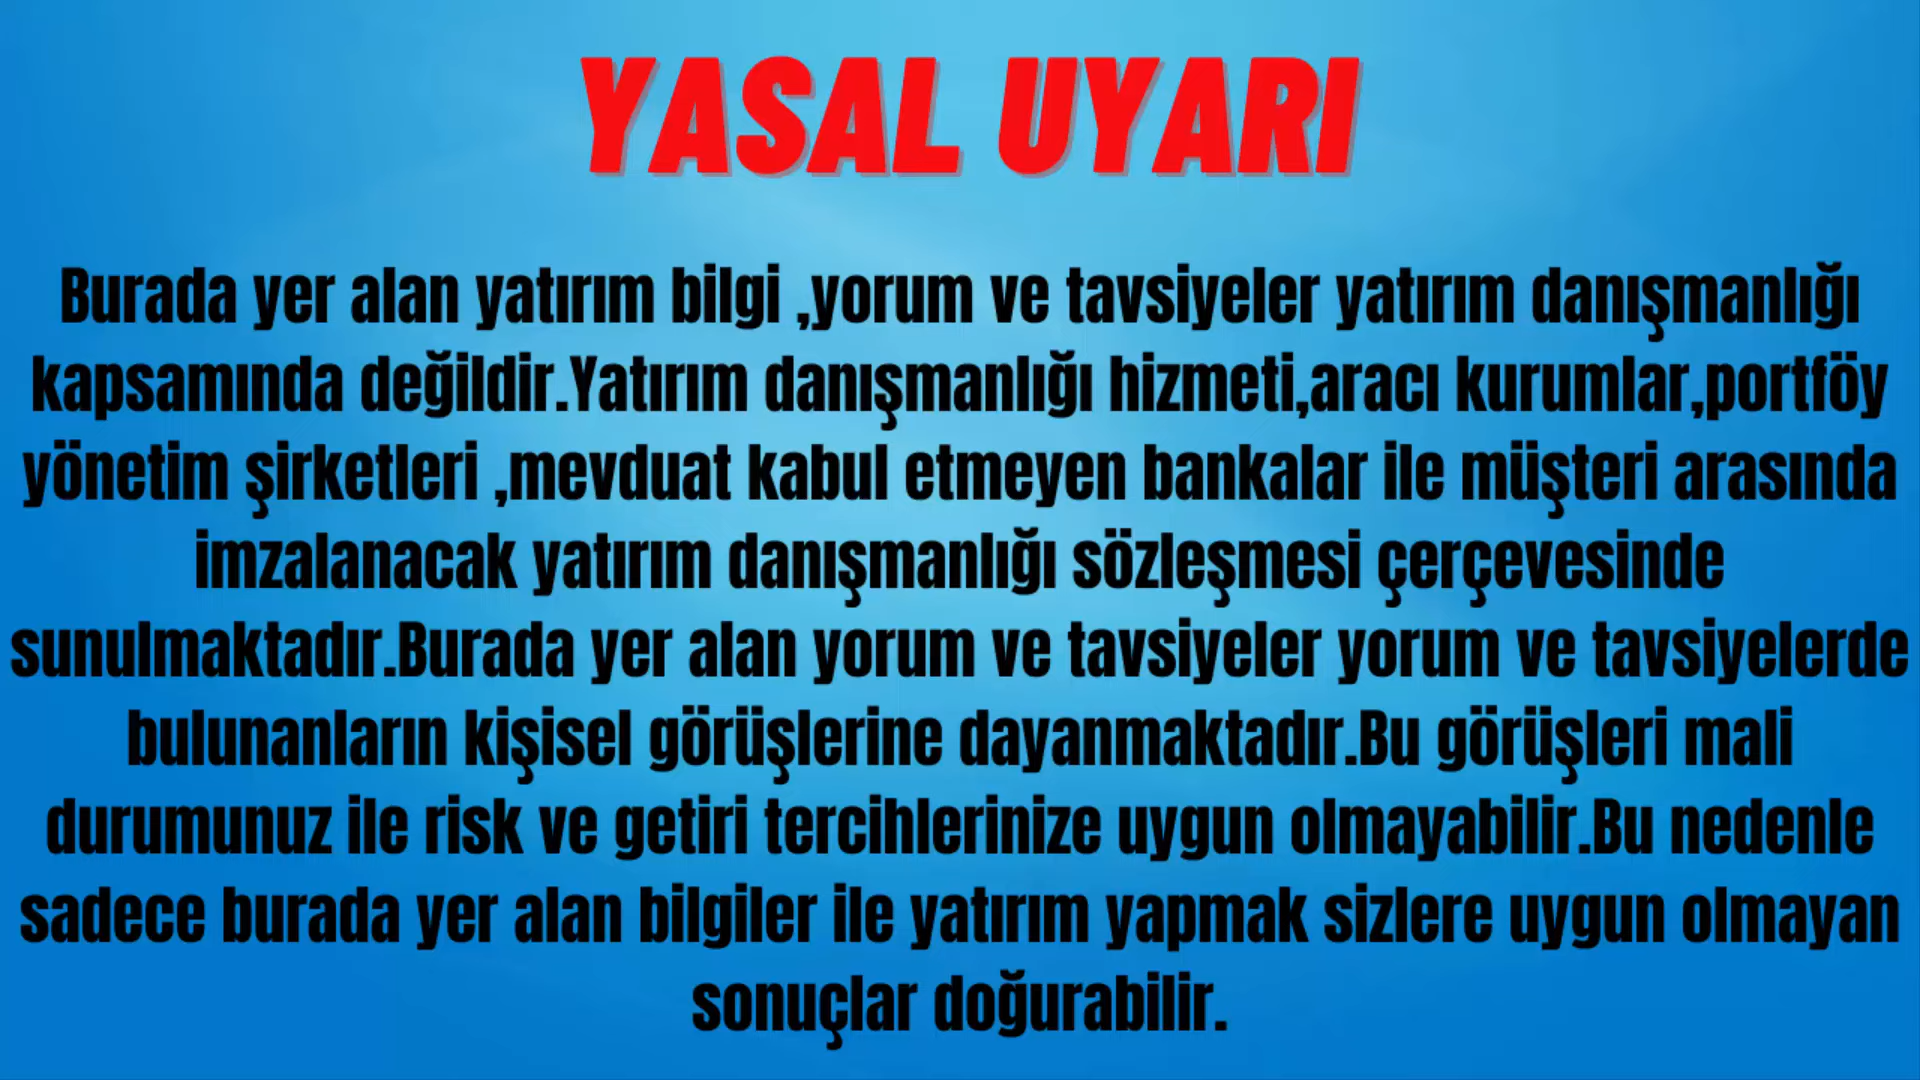 YASAL UYARI
Burada yer alan yatırım bilgi ,yorum ve tavsiyeler yatırım danışmanlığı
kapsamında değildir.Yatırım danışmanlığı hizmeti,aracı kurumlar,portföy
yönetim şirketleri ,mevduat kabul etmeyen bankalar ile müşteri arasında
imzalanacak yatırım danışmanlığı sözleşmesi çerçevesinde
sunulmaktadır.Burada yer alan yorum ve tavsiyeler yorum ve tavsiyelerde
bulunanların kişisel görüşlerine dayanmaktadır.Bu görüşleri mali
durumunuz ile risk ve getiri tercihlerinize uygun olmayabilir.Bu nedenle
sadece burada yer alan bilgiler ile yatırım yapmak sizlere uygun olmayan
sonuçlar doğurabilir.